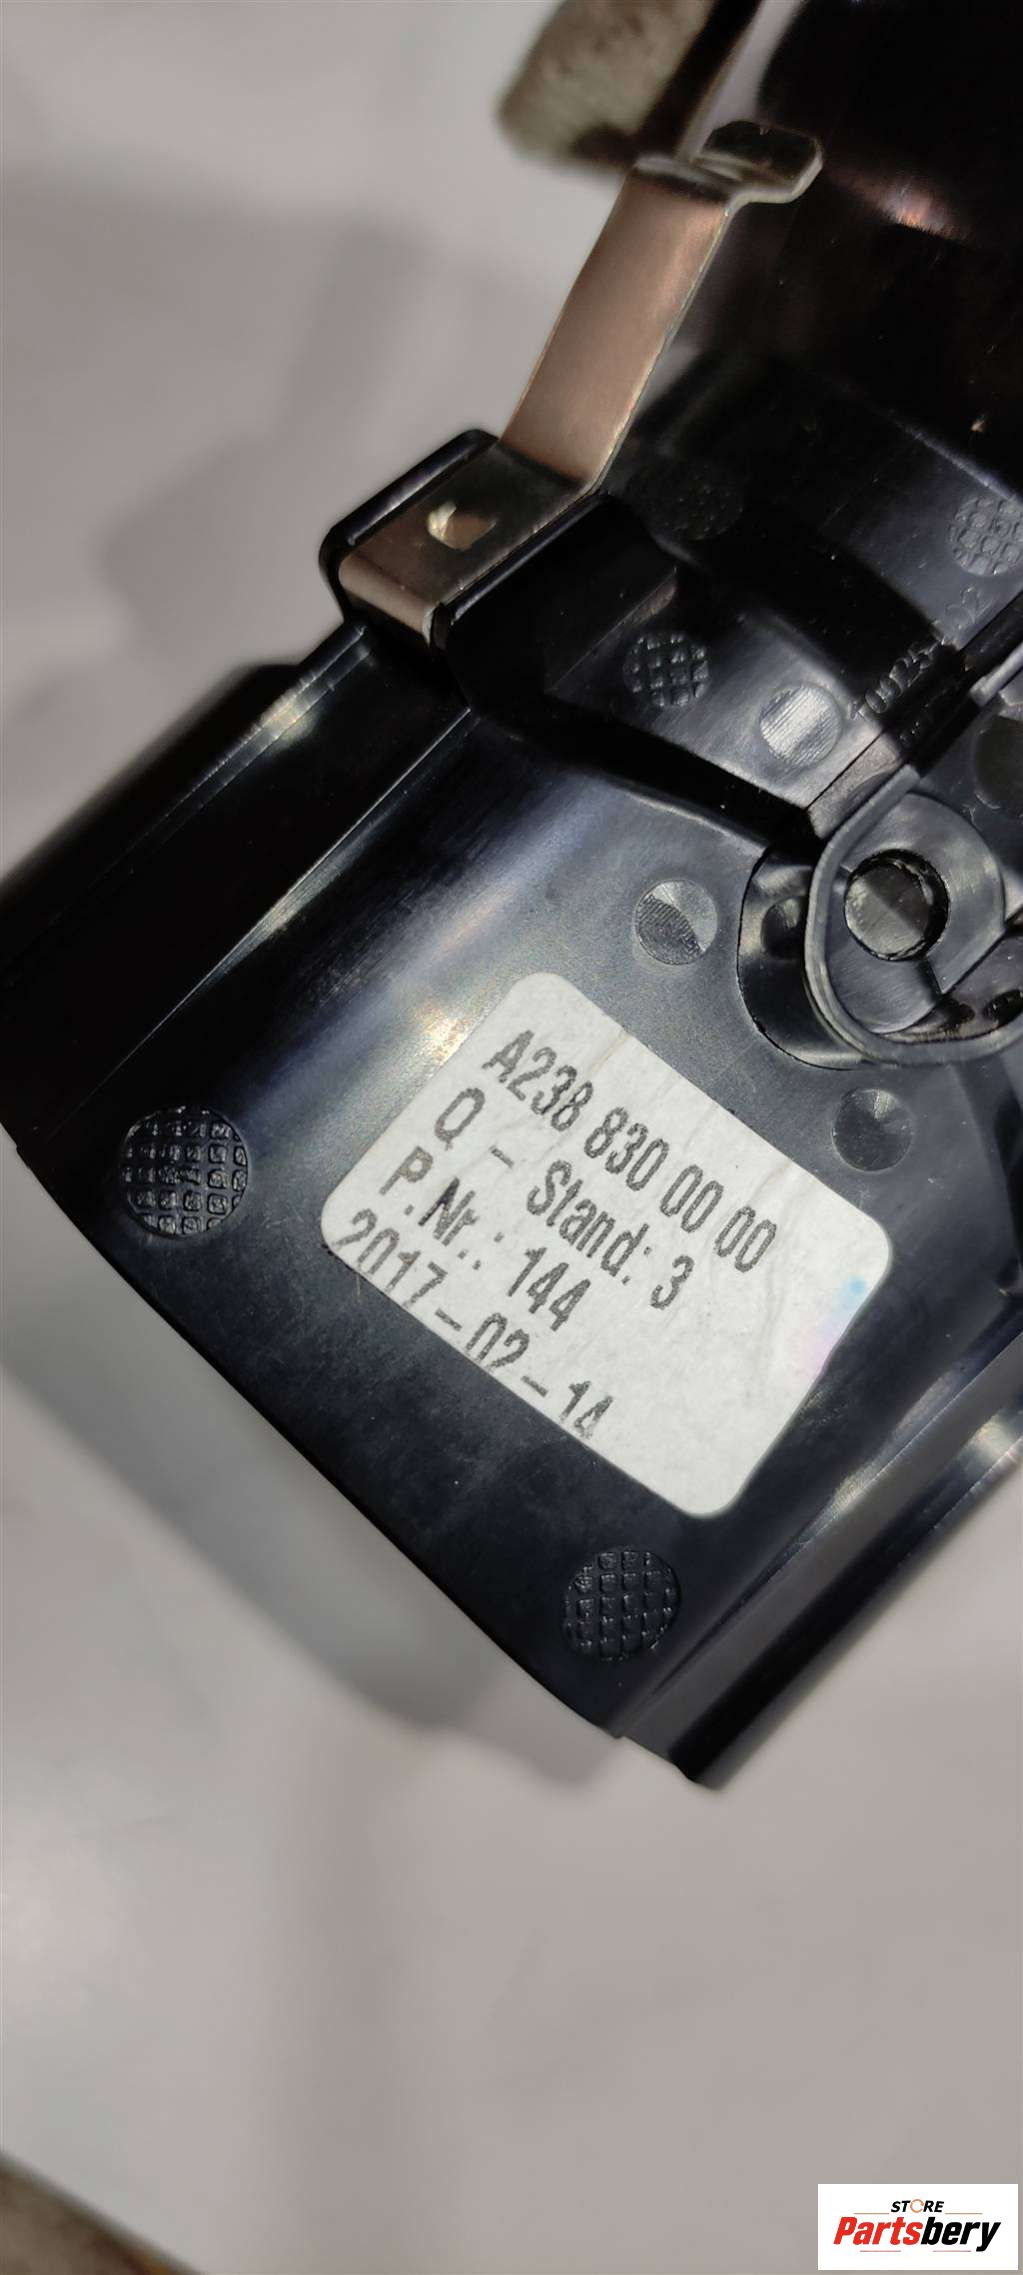 A238 830 00 00
Q - Stand: 3
P.Nr.: 144
2017-02-14
STORE
Partsbery